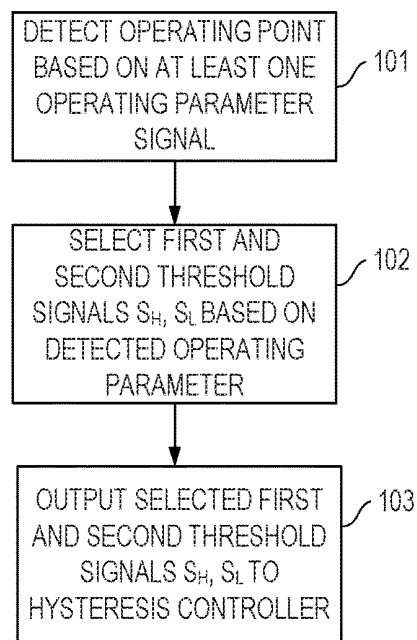 DETECT OPERATING POINT
BASED ON AT LEAST ONE
OPERATING PARAMETER
SIGNAL
101
SELECT FIRST AND
SECOND THRESHOLD
SIGNALS SH, SL BASED ON
DETECTED OPERATING
PARAMETER
102
OUTPUT SELECTED FIRST
AND SECOND THRESHOLD
SIGNALS SH, SL TO
HYSTERESIS CONTROLLER
103